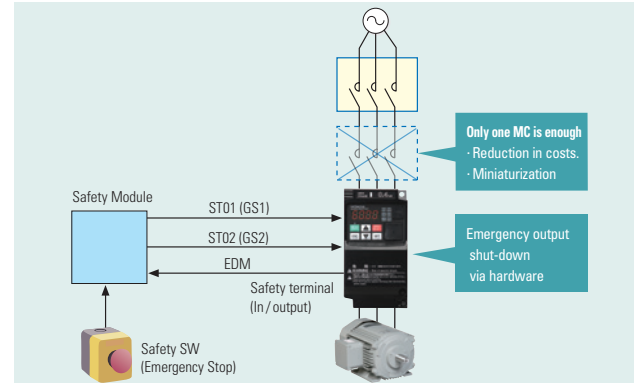 Only one MC is enough
· Reduction in costs.
· Miniaturization
Safety Module
ST01 (GS1)
ST02 (GS2)
EDM
Safety terminal
(In / output)
Emergency output
shut-down
via hardware
Safety SW
(Emergency Stop)